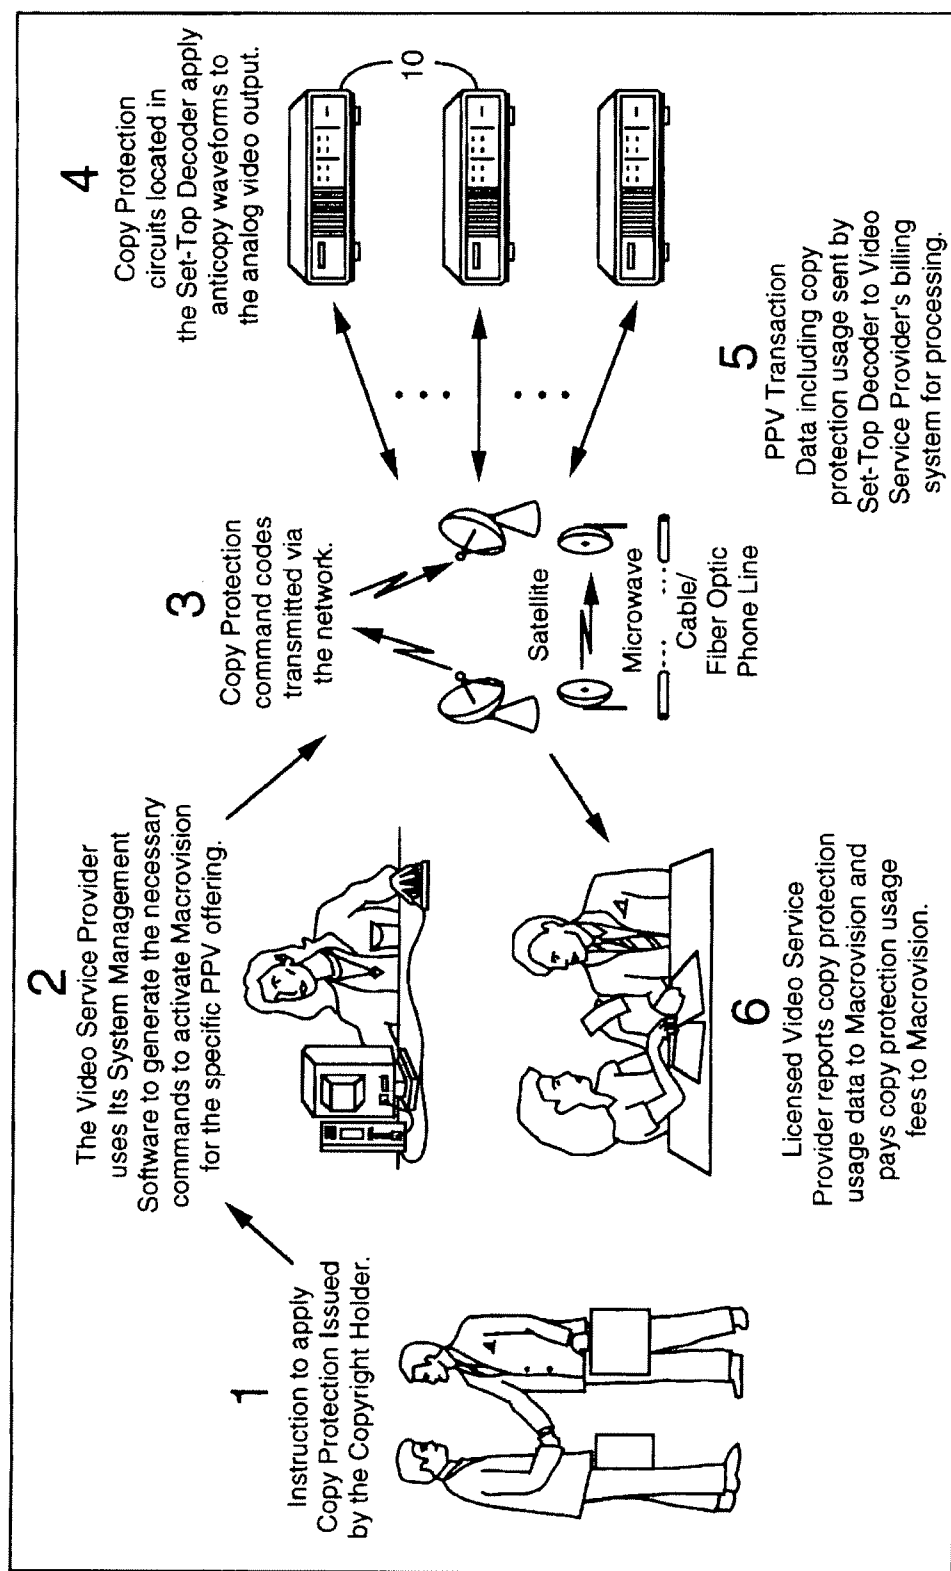 1
Instruction to apply
Copy Protection Issued
by the Copyright Holder.
2
The Video Service Provider
uses Its System Management
Software to generate the necessary
commands to activate Macrovision
for the specific PPV offering.
3
Copy Protection
command codes
transmitted via
the network.
Satellite
Microwave
Cable/
Fiber Optic
Phone Line
4
Copy Protection
circuits located in
the Set-Top Decoder apply
anticopy waveforms to
the analog video output.
10
5
PPV Transaction
Data including copy
protection usage sent by
Set-Top Decoder to Video
Service Provider's billing
system for processing.
6
Licensed Video Service
Provider reports copy protection
usage data to Macrovision and
pays copy protection usage
fees to Macrovision.